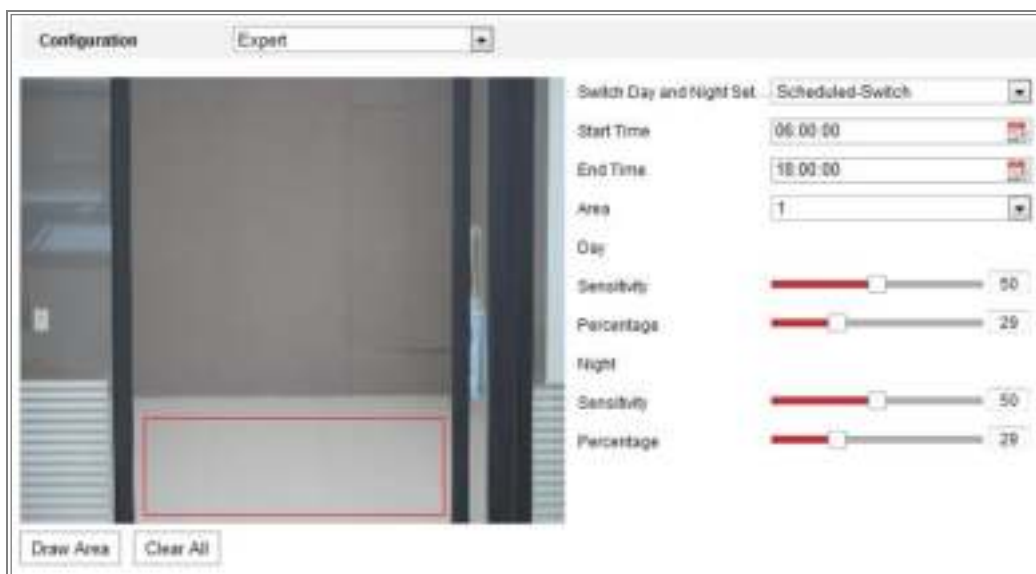 Configuration Expert
Switch Day and Night Set... Scheduled-Switch
Start Time 06:00:00
End Time 18:00:00
Area 1
Day
Sensitivity 50
Percentage 29
Night
Sensitivity 50
Percentage 29
Draw Area Clear All